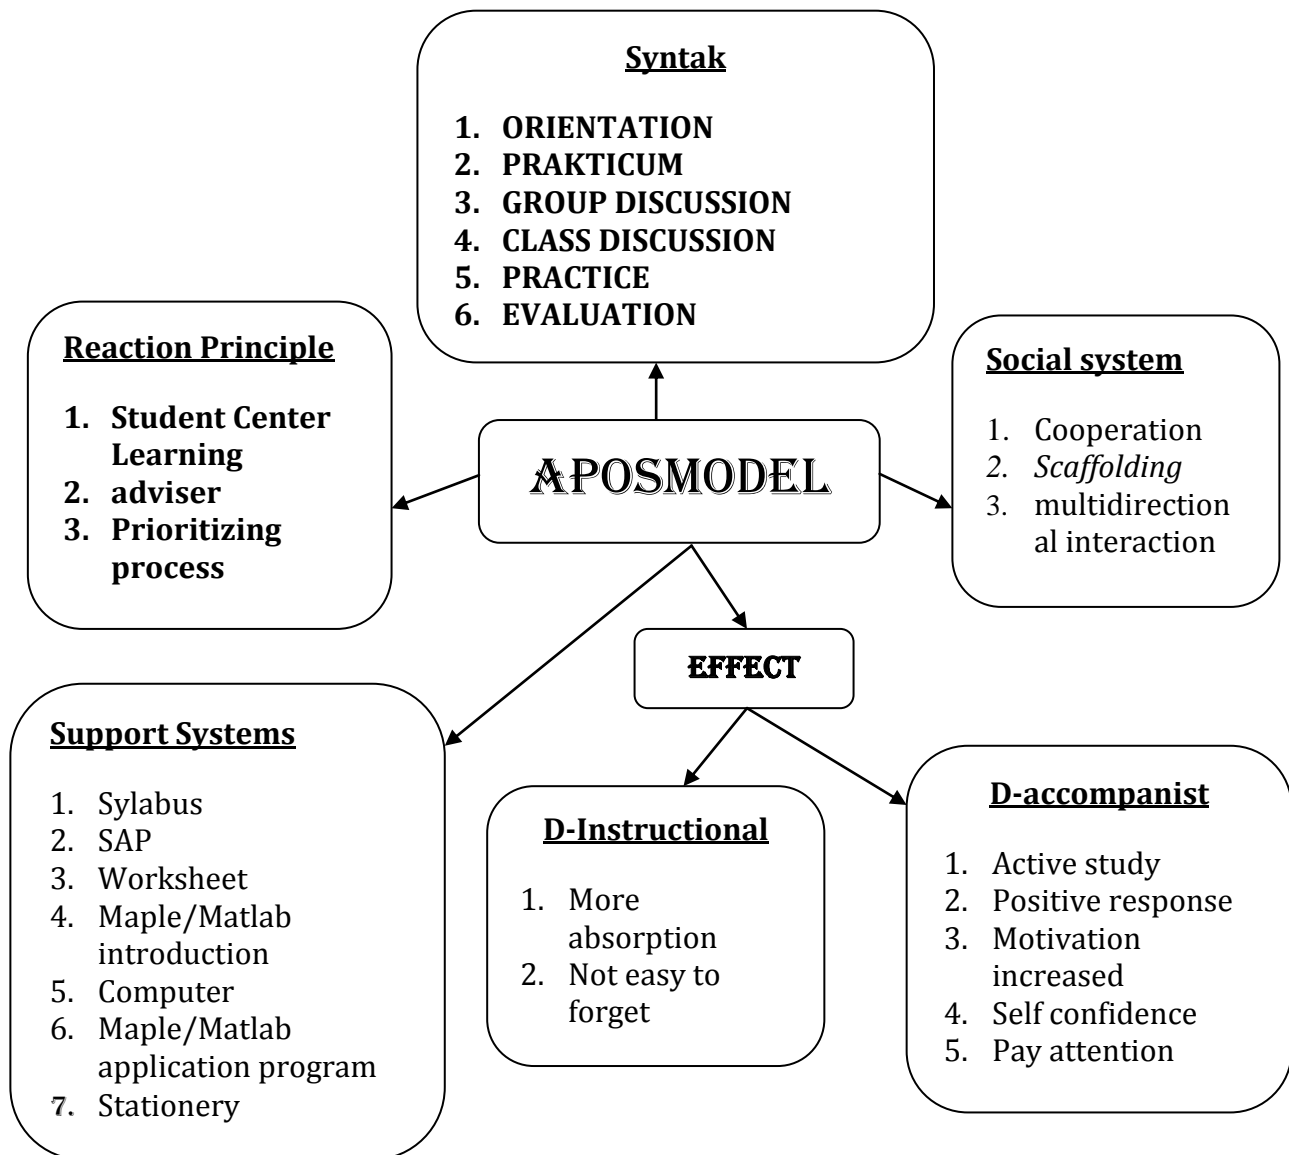 Syntak
1. ORIENTATION
2. PRAKTICUM
3. GROUP DISCUSSION
4. CLASS DISCUSSION
5. PRACTICE
6. EVALUATION
Reaction Principle
1. Student Center
Learning
2. adviser
3. Prioritizing
process
APOSMODEL
Social system
1. Cooperation
2. Scaffolding
3. multidirection
al interaction
EFFECT
Support Systems
1. Sylabus
2. SAP
3. Worksheet
4. Maple/Matlab
introduction
5. Computer
6. Maple/Matlab
application program
7. Stationery
D-Instructional
1. More
absorption
2. Not easy to
forget
D-accompanist
1. Active study
2. Positive response
3. Motivation
increased
4. Self confidence
5. Pay attention